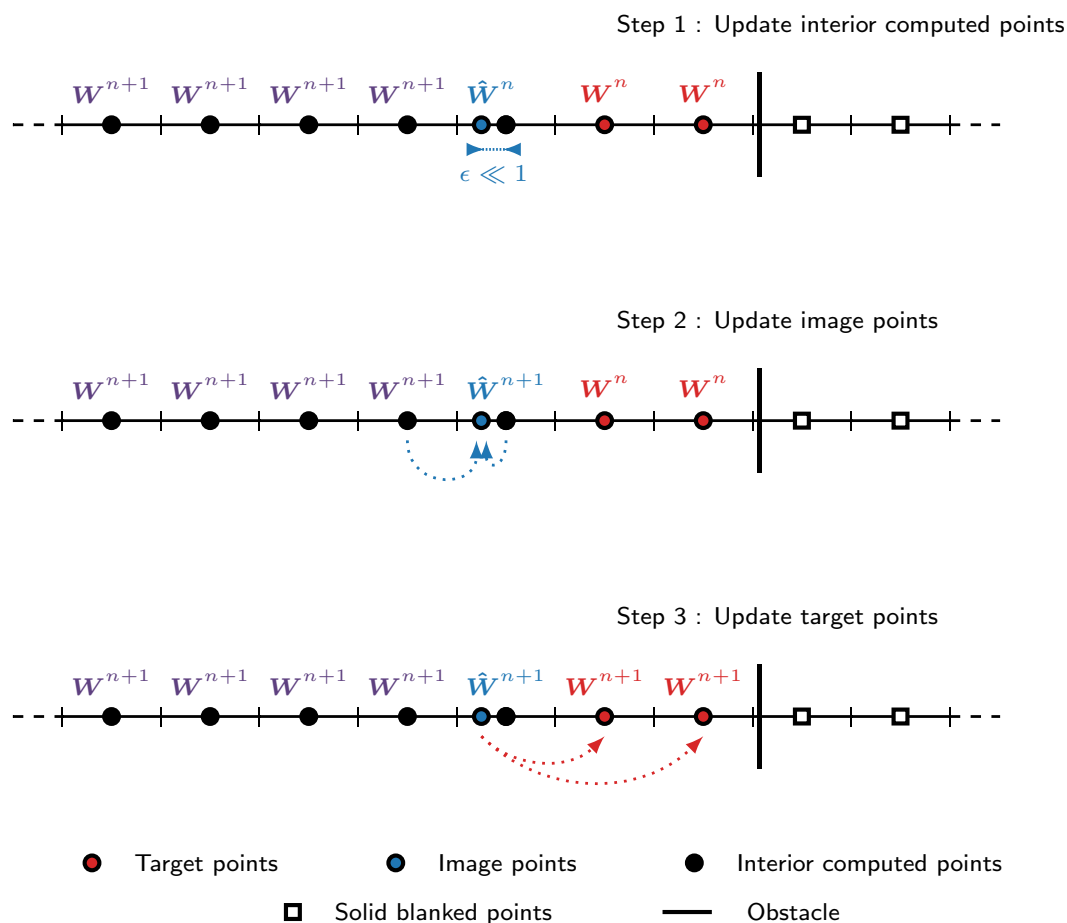 Step 1 : Update interior computed points
W^{n+1} W^{n+1} W^{n+1} W^{n+1} Ŵ^n W^n W^n
ϵ ≪ 1
Step 2 : Update image points
W^{n+1} W^{n+1} W^{n+1} W^{n+1} Ŵ^{n+1} W^n W^n
Step 3 : Update target points
W^{n+1} W^{n+1} W^{n+1} W^{n+1} Ŵ^{n+1} W^{n+1} W^{n+1}
Target points Image points Interior computed points
Solid blanked points Obstacle